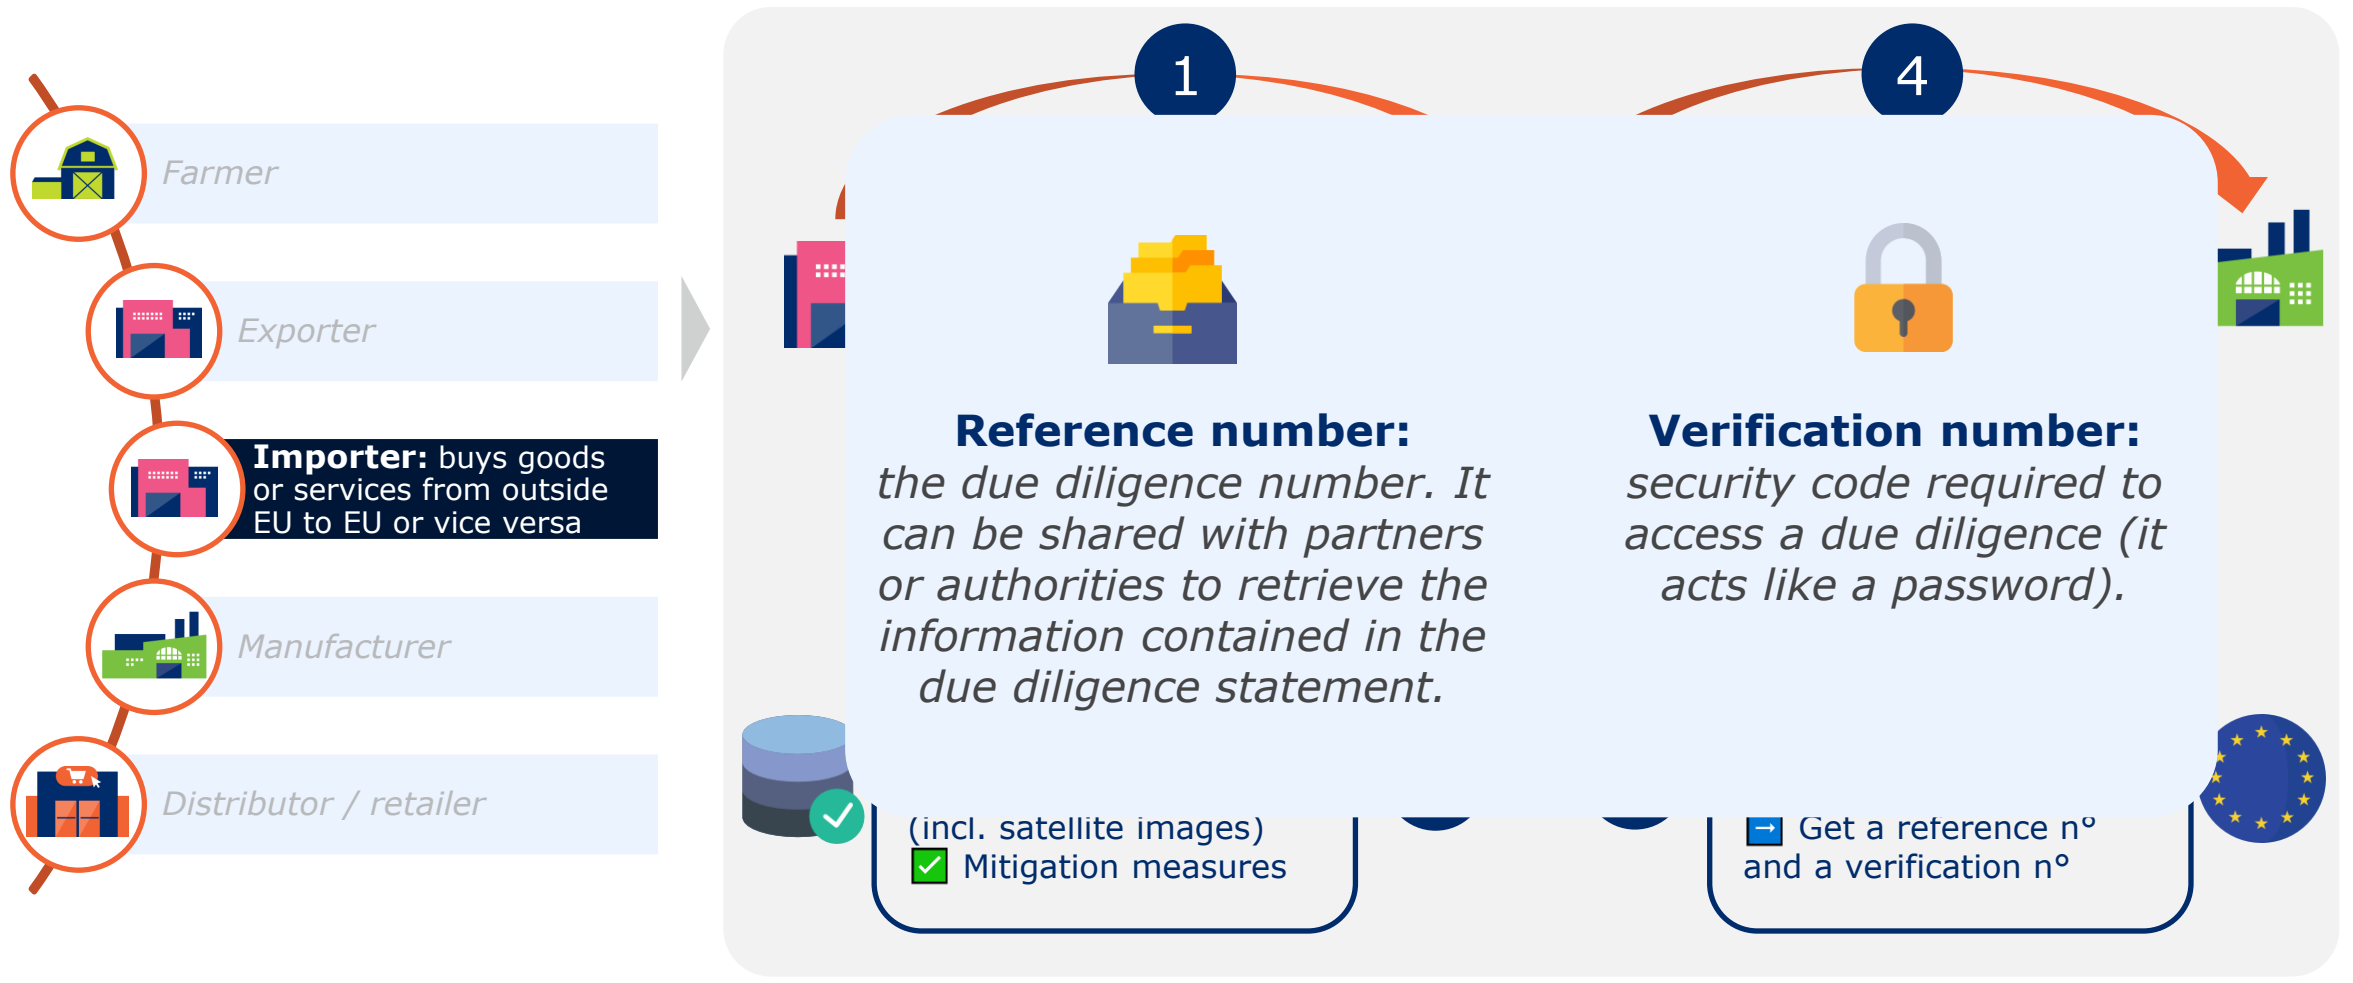 Farmer
Exporter
Importer: buys goods
or services from outside
EU to EU or vice versa
Manufacturer
Distributor / retailer
1
4
Reference number:
the due diligence number. It
can be shared with partners
or authorities to retrieve the
information contained in the
due diligence statement.
Verification number:
security code required to
access a due diligence (it
acts like a password).
(incl. satellite images)
Mitigation measures
Get a reference n°
and a verification n°